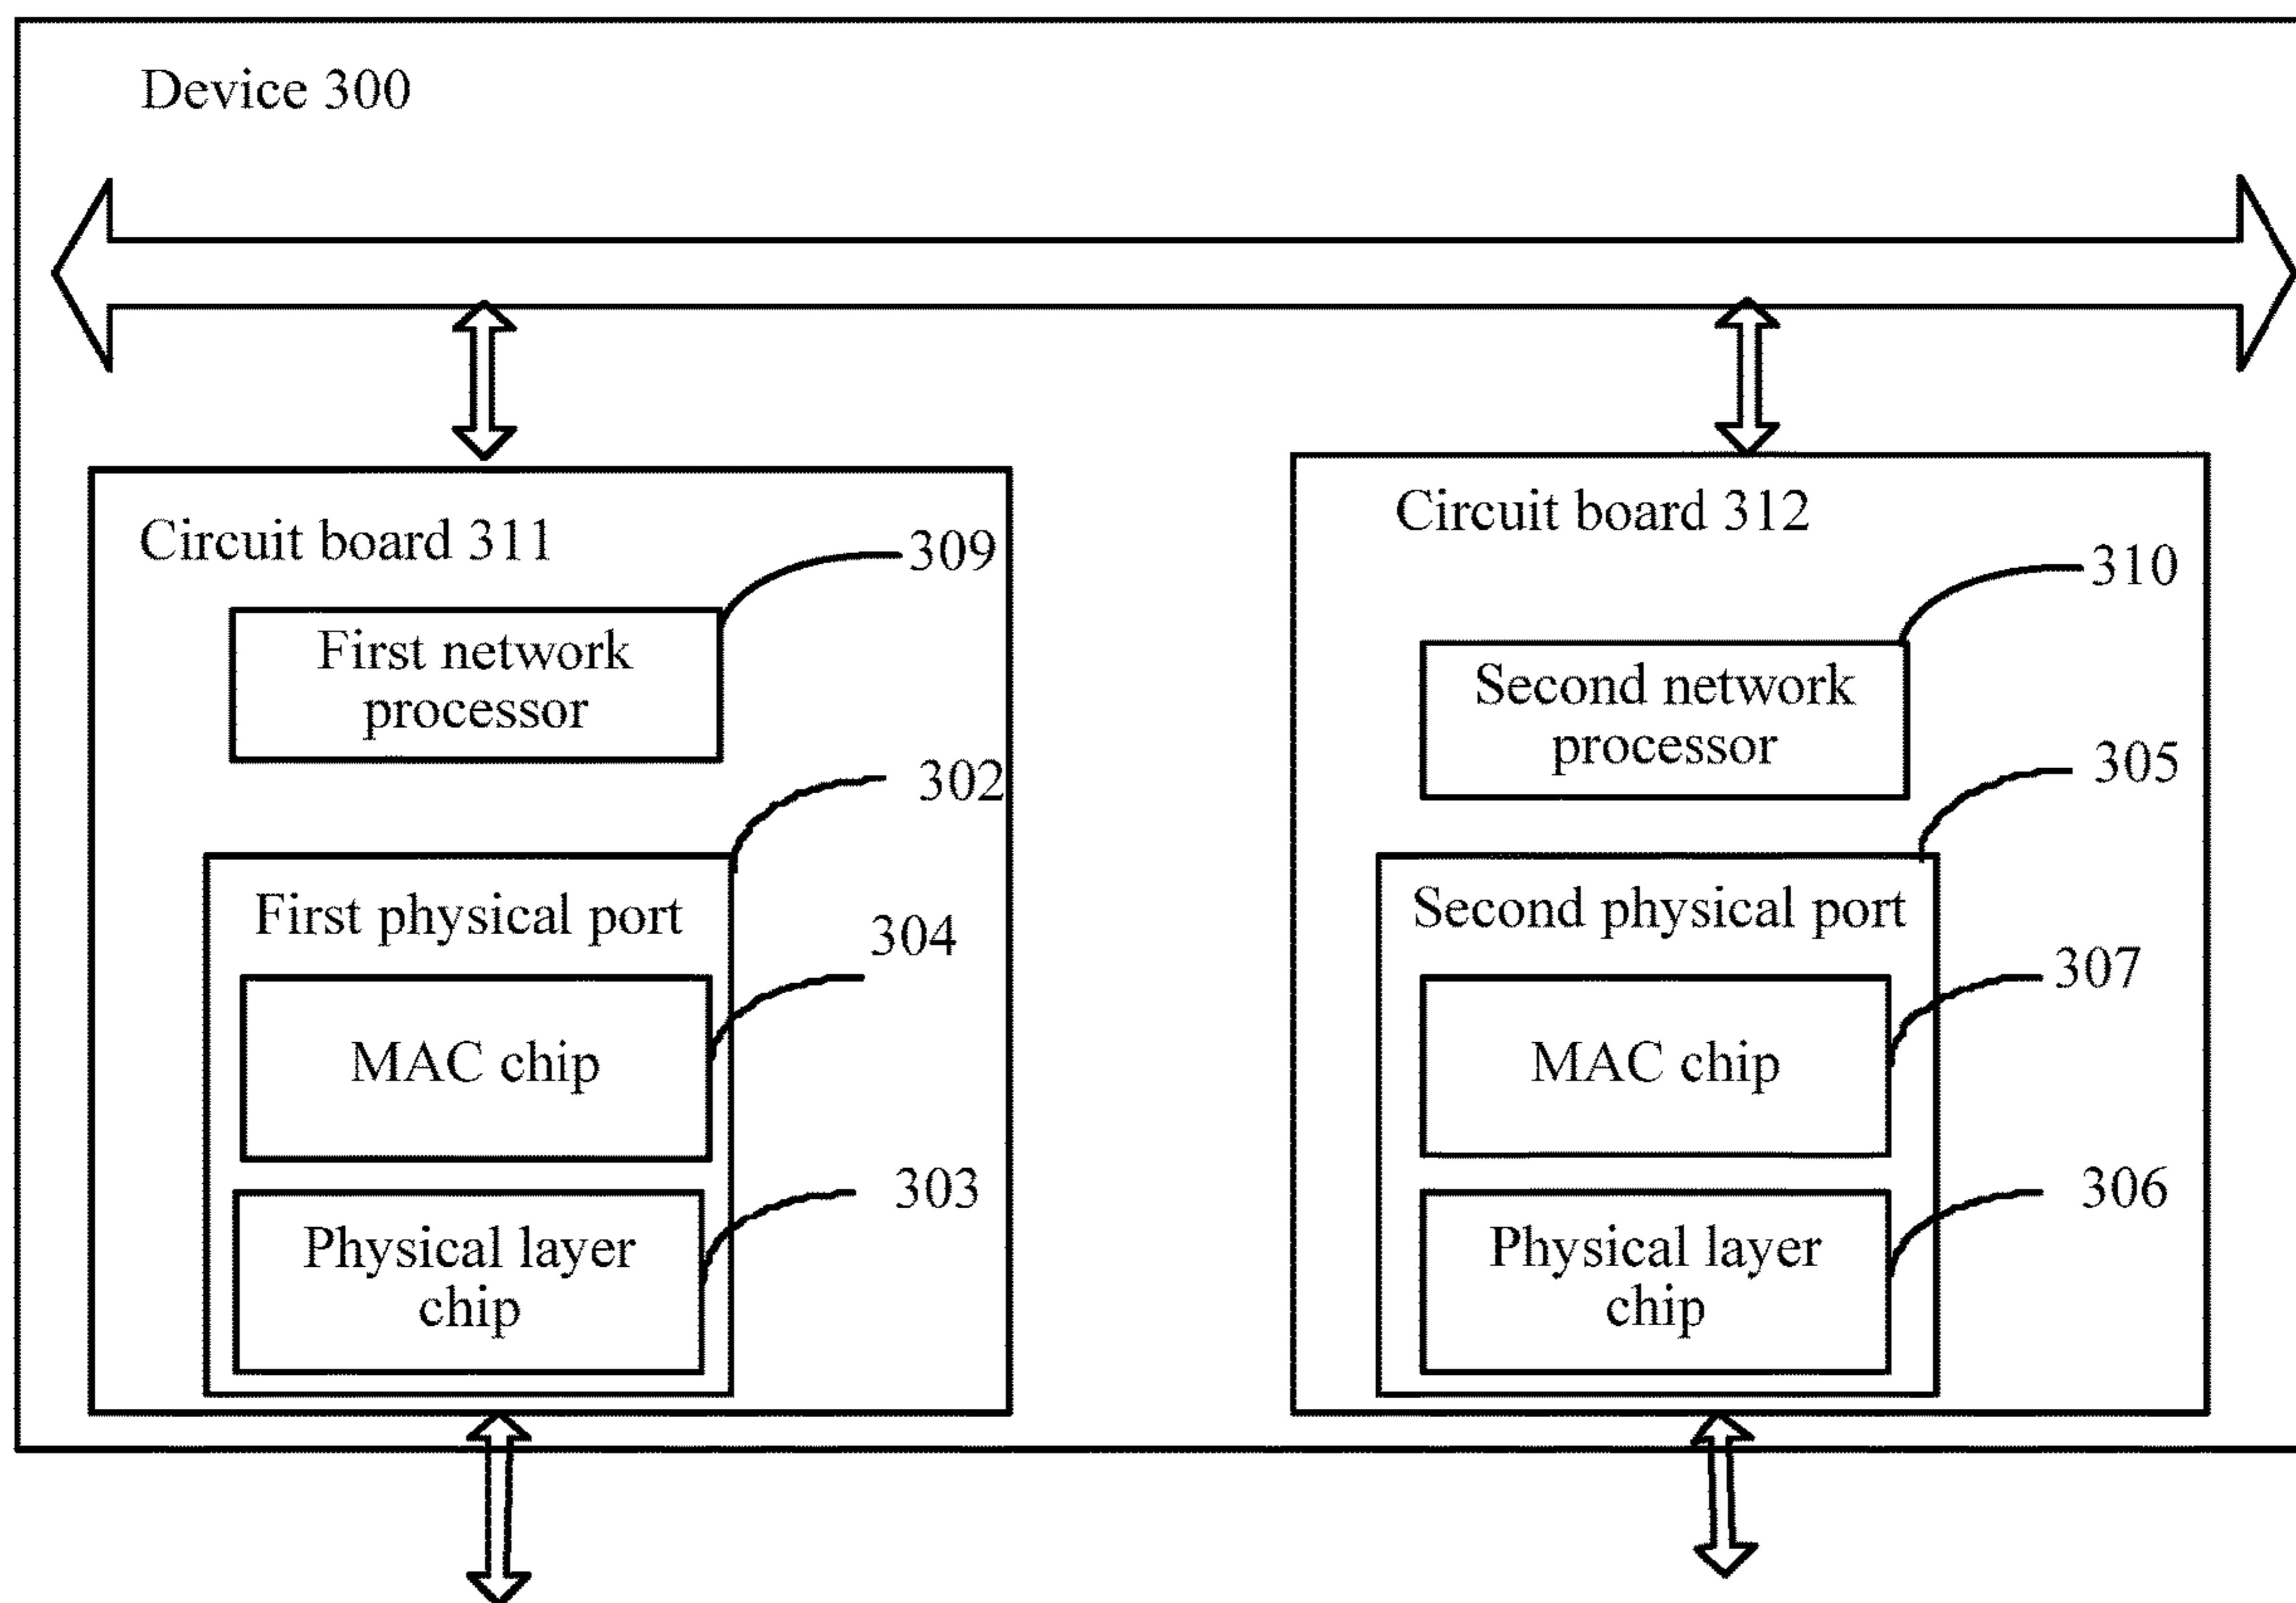 Device 300
Circuit board 311
309
First network
processor
302
First physical port
304
MAC chip
303
Physical layer
chip
Circuit board 312
310
Second network
processor
305
Second physical port
307
MAC chip
306
Physical layer
chip